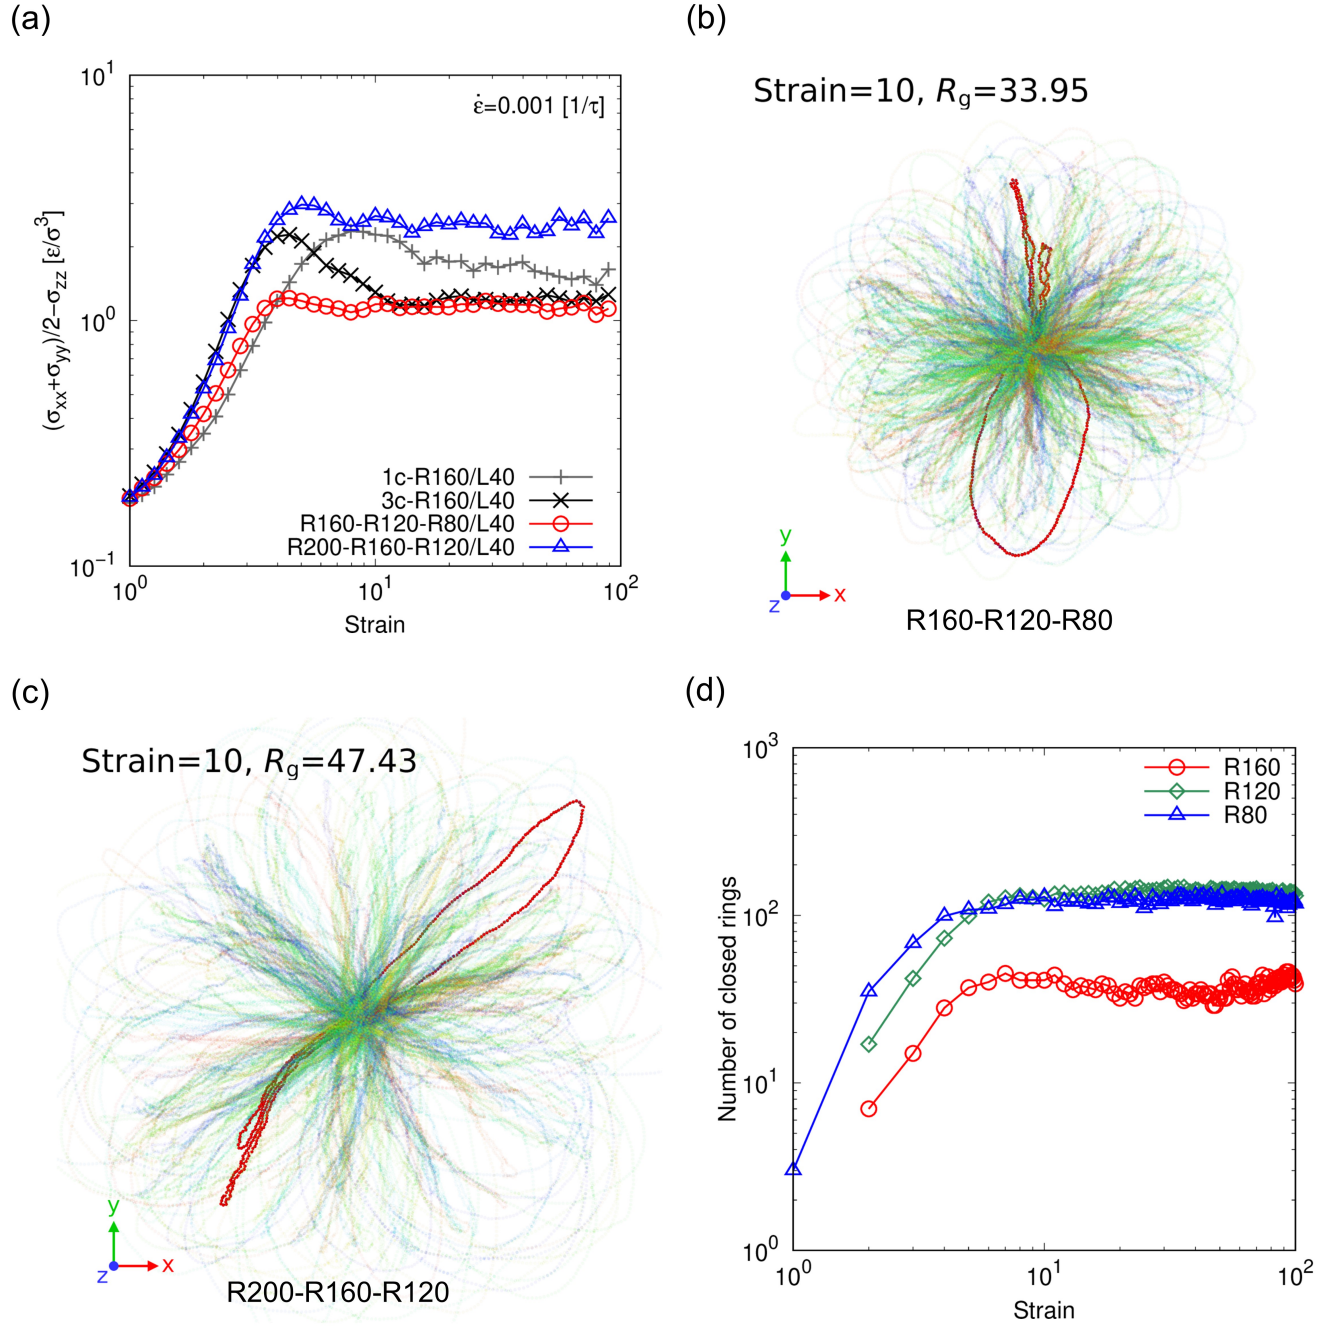 (a)
10¹
ε̇=0.001 [1/τ]
(σxx+σyy)/2−σzz [ε/σ³]
10⁰
1c-R160/L40
3c-R160/L40
R160-R120-R80/L40
R200-R160-R120/L40
10⁻¹
10⁰ 10¹ 10²
Strain
(b)
Strain=10, Rg=33.95
y
z x
R160-R120-R80
(c)
Strain=10, Rg=47.43
y
z x
R200-R160-R120
(d)
10³
R160
R120
R80
Number of closed rings
10²
10¹
10⁰
10⁰ 10¹ 10²
Strain